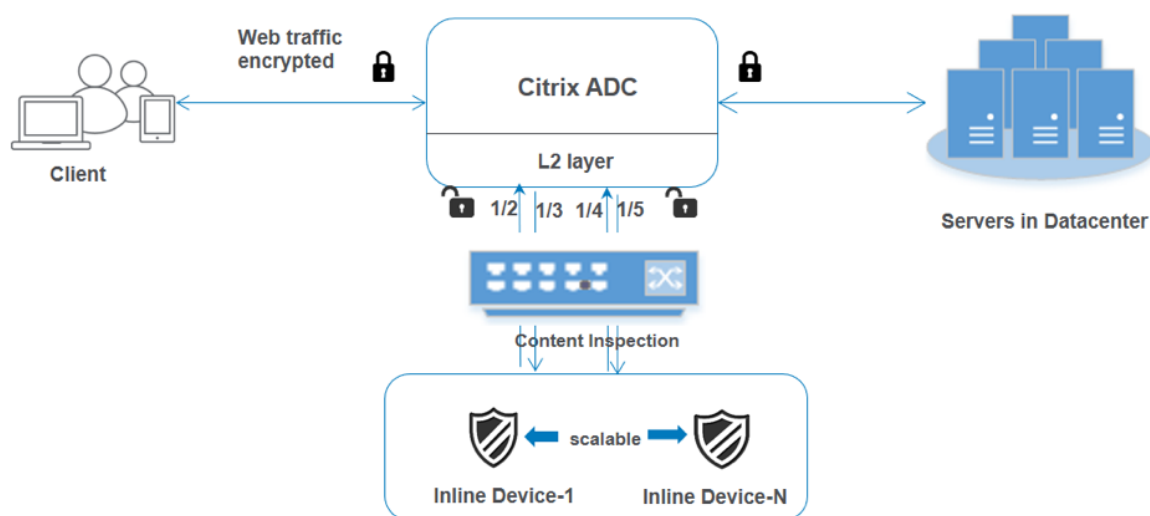 Web traffic
encrypted
Citrix ADC
L2 layer
Client
1/2 1/3 1/4 1/5
Servers in Datacenter
Content Inspection
scalable
Inline Device-1
Inline Device-N